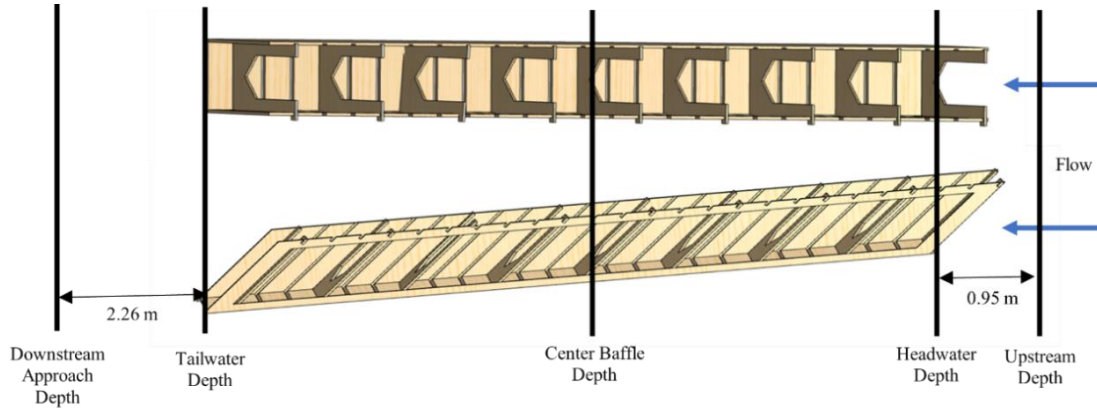 Flow
2.26 m
0.95 m
Downstream
Approach
Depth
Tailwater
Depth
Center Baffle
Depth
Headwater
Depth
Upstream
Depth